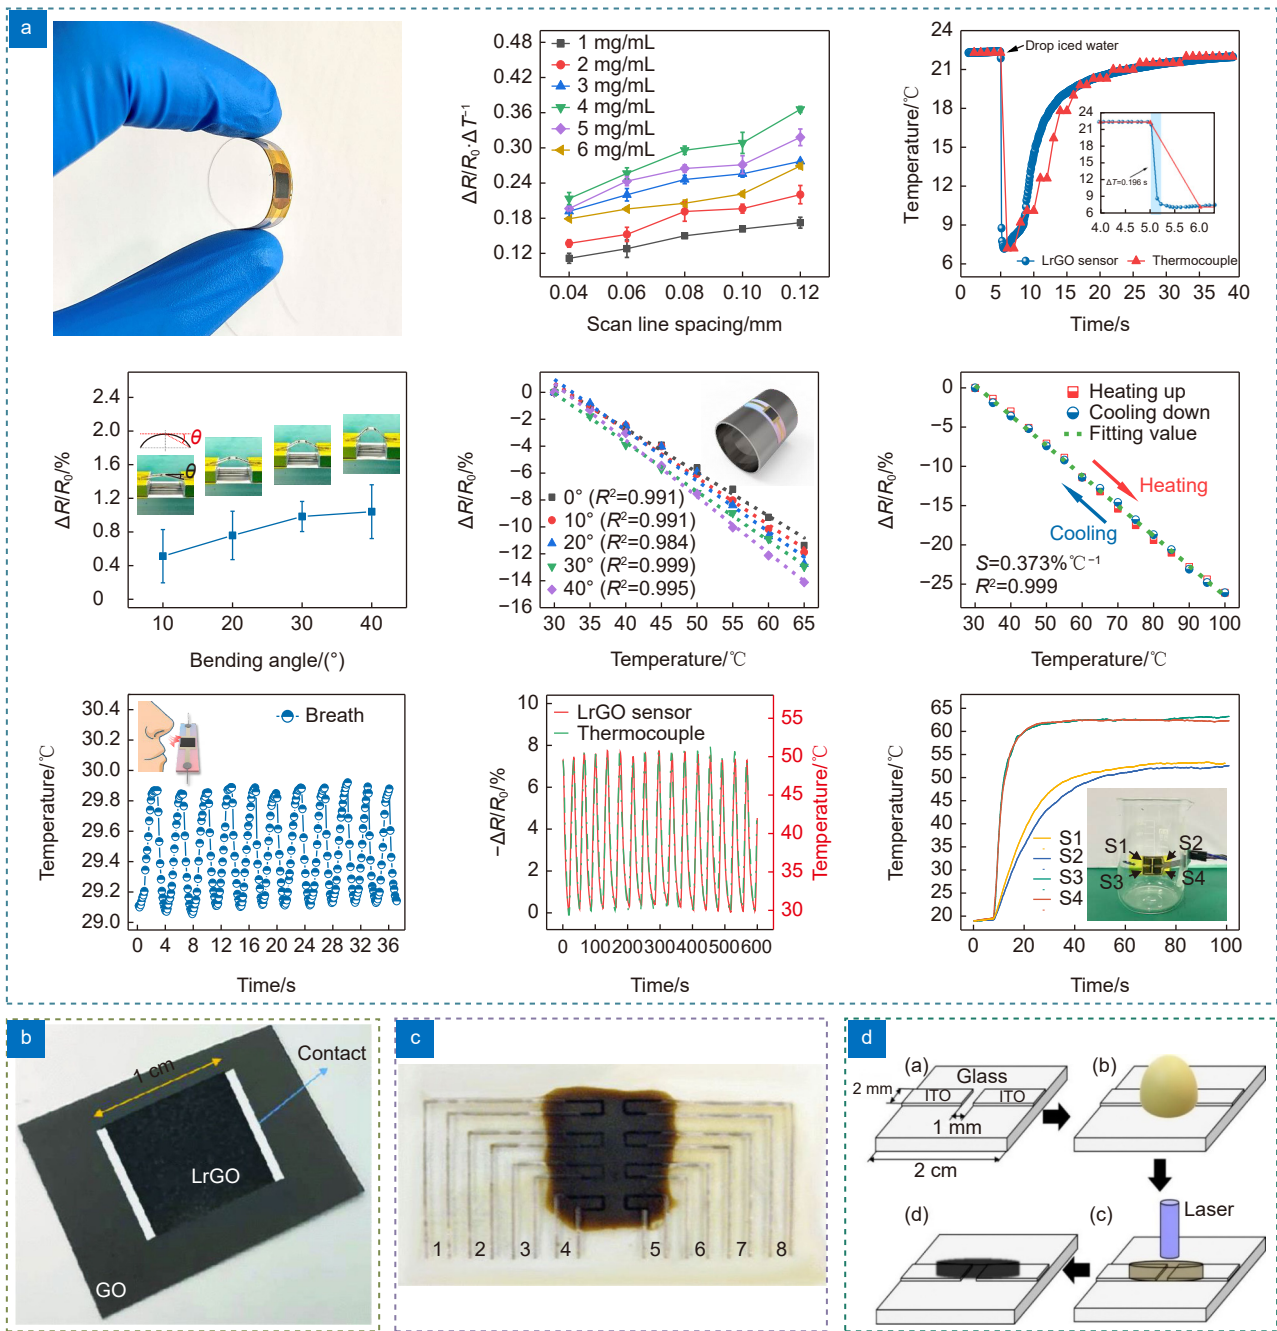 a
0.48
0.42
0.36
0.30
0.24
0.18
0.12
ΔR/R₀·ΔT⁻¹
1 mg/mL
2 mg/mL
3 mg/mL
4 mg/mL
5 mg/mL
6 mg/mL
0.04 0.06 0.08 0.10 0.12
Scan line spacing/mm
24
21
18
15
12
9
6
Temperature/℃
Drop iced water
24
21
18
15
12
9
6
ΔT=0.196 s
4.0 5.0 6.0
LrGO sensor Thermocouple
0 5 10 15 20 25 30 35 40
Time/s
2.4
2.0
1.6
1.2
0.8
0.4
0
ΔR/R₀/%
θ
θ
10 20 30 40
Bending angle/(°)
0
−2
−4
−6
−8
−10
−12
−14
−16
ΔR/R₀/%
0° (R²=0.991)
10° (R²=0.991)
20° (R²=0.984)
30° (R²=0.999)
40° (R²=0.995)
30 35 40 45 50 55 60 65
Temperature/℃
0
−5
−10
−15
−20
−25
ΔR/R₀/%
Heating up
Cooling down
Fitting value
Heating
Cooling
S=0.373%℃⁻¹
R²=0.999
30 40 50 60 70 80 90 100
Temperature/℃
30.4
30.2
30.0
29.8
29.6
29.4
29.2
29.0
Temperature/℃
Breath
0 4 8 12 16 20 24 28 32 36
Time/s
10
8
6
4
2
0
−ΔR/R₀/%
LrGO sensor
Thermocouple
55
50
45
40
35
30
Temperature/℃
0 100 200 300 400 500 600
Time/s
65
60
55
50
45
40
35
30
25
20
Temperature/℃
S1
S2
S3
S4
S1 S2
S3 S4
0 20 40 60 80 100
Time/s
b
1 cm
Contact
LrGO
GO
c
1 2 3 4 5 6 7 8
d
(a)
Glass
2 mm
ITO ITO
1 mm
2 cm
(b)
Laser
(d)
(c)